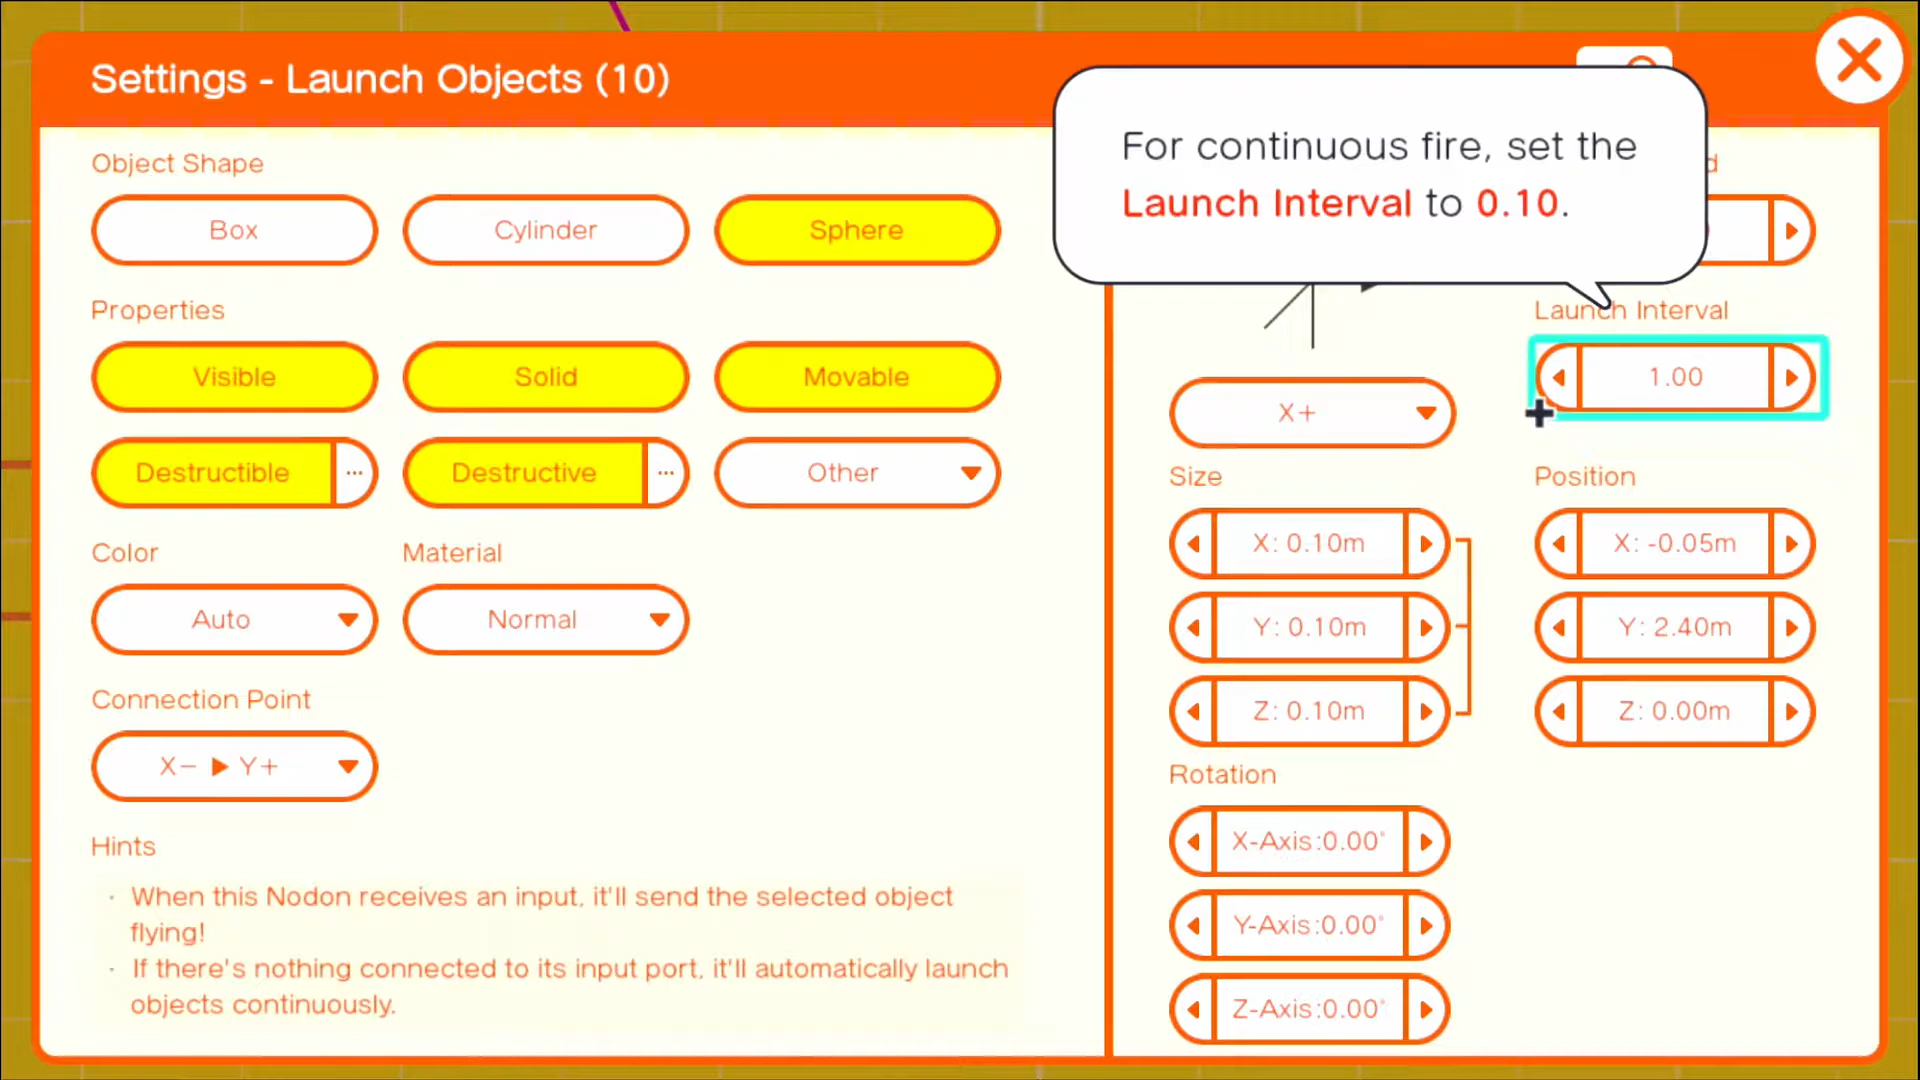 Settings - Launch Objects (10)
For continuous fire, set the
Launch Interval to 0.10.
Object Shape
Box
Cylinder
Sphere
Properties
Visible
Solid
Movable
Destructible
...
Destructive
...
Other
Color
Material
Auto
Normal
Connection Point
X− ▶ Y+
Hints
· When this Nodon receives an input, it'll send the selected object
flying!
· If there's nothing connected to its input port, it'll automatically launch
objects continuously.
X+
Launch Interval
1.00
Size
X: 0.10m
Y: 0.10m
Z: 0.10m
Position
X: -0.05m
Y: 2.40m
Z: 0.00m
Rotation
X-Axis:0.00°
Y-Axis:0.00°
Z-Axis:0.00°